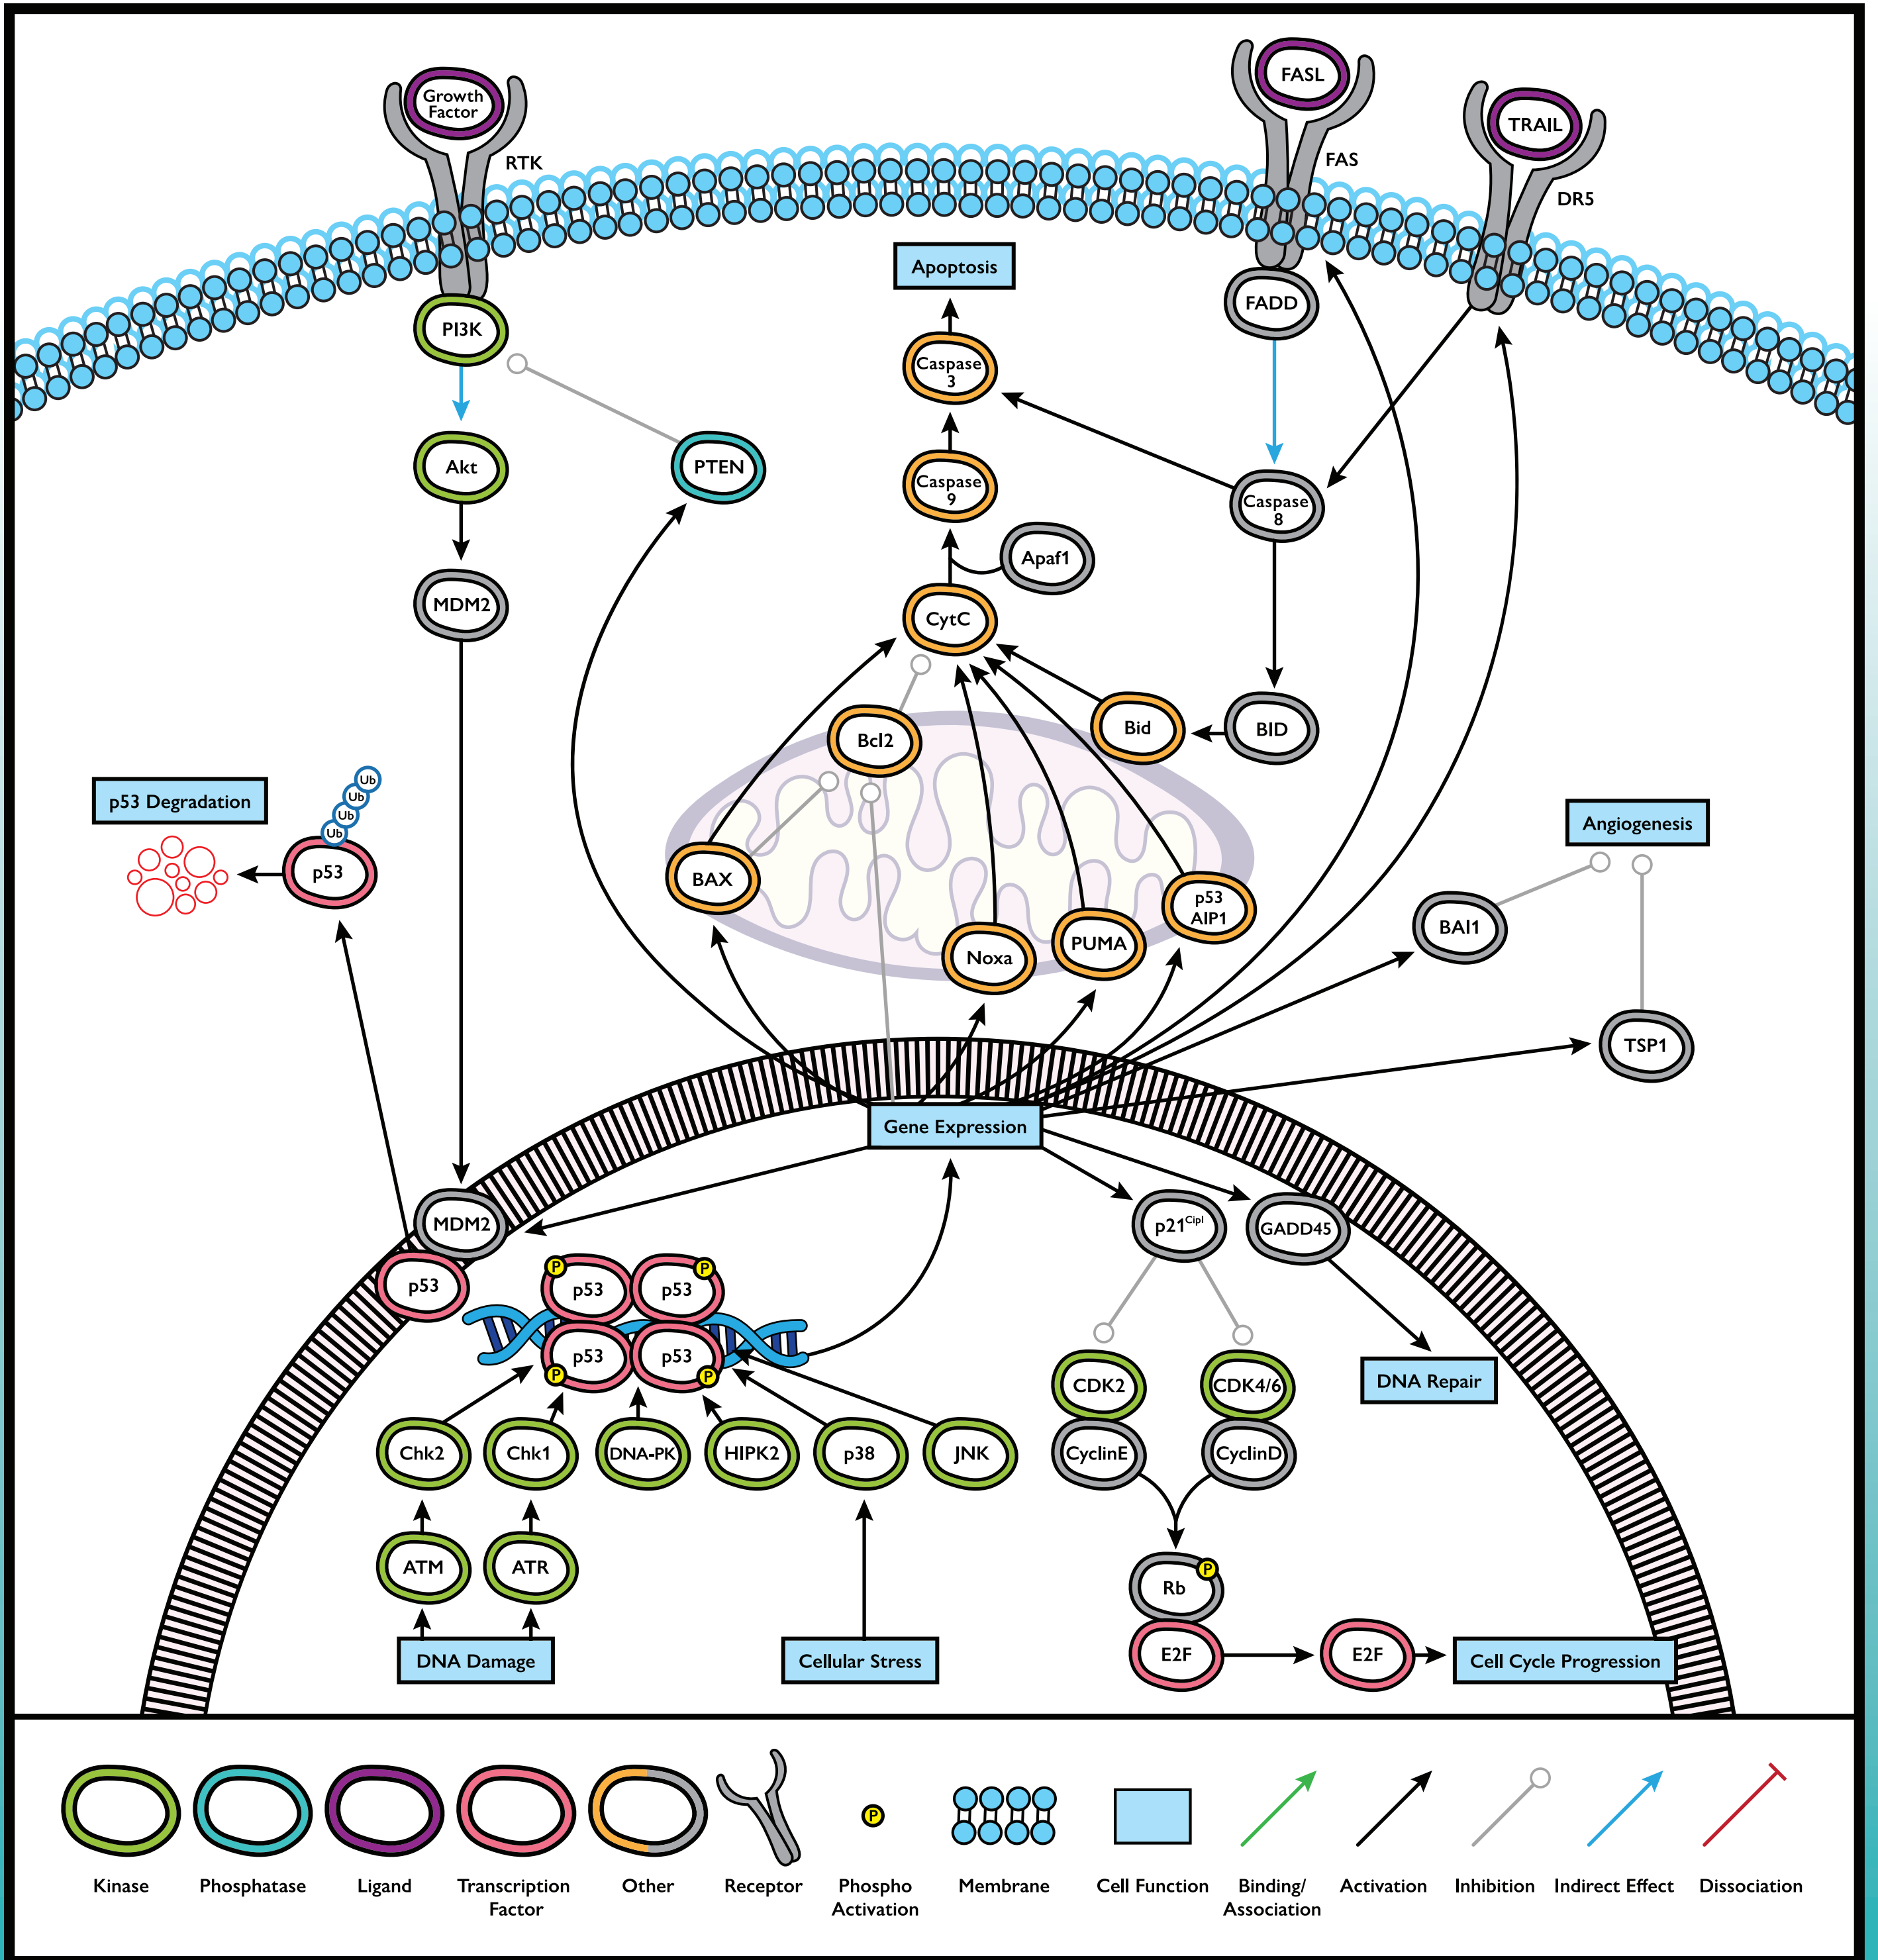 Growth
Factor
RTK
FASL
FAS
TRAIL
DR5
Apoptosis
PI3K
FADD
Caspase
3
Akt
PTEN
Caspase
9
Caspase
8
Apaf1
MDM2
CytC
Bcl2
Bid
BID
p53 Degradation
Ub
Ub
Ub
Ub
p53
Angiogenesis
BAX
p53
AIP1
BAI1
Noxa
PUMA
TSP1
Gene Expression
MDM2
p21Cip1
GADD45
p53
P
p53
p53
P
p53
p53
P
P
DNA Repair
CDK2
CDK4/6
Chk2
Chk1
DNA-PK
HIPK2
p38
JNK
CyclinE
CyclinD
ATM
ATR
Rb
P
DNA Damage
Cellular Stress
E2F
E2F
Cell Cycle Progression
P
Kinase
Phosphatase
Ligand
Transcription
Factor
Other
Receptor
Phospho
Activation
Membrane
Cell Function
Binding/
Association
Activation
Inhibition
Indirect Effect
Dissociation